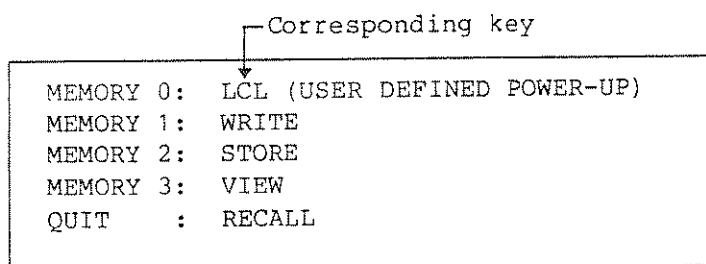 Corresponding key
MEMORY 0: LCL (USER DEFINED POWER-UP)
MEMORY 1: WRITE
MEMORY 2: STORE
MEMORY 3: VIEW
QUIT : RECALL